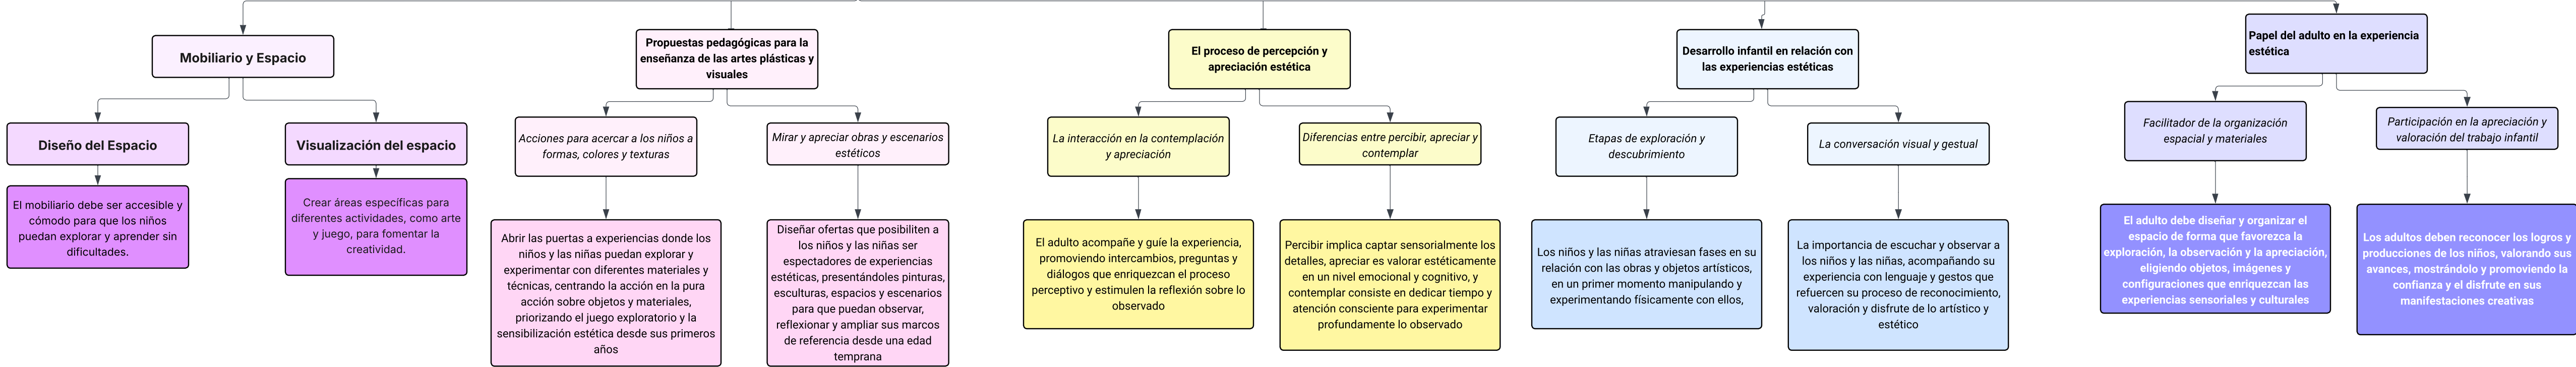 Mobiliario y Espacio
Diseño del Espacio
El mobiliario debe ser accesible y
cómodo para que los niños
puedan explorar y aprender sin
dificultades.
Visualización del espacio
Crear áreas específicas para
diferentes actividades, como arte
y juego, para fomentar la
creatividad.
Propuestas pedagógicas para la
enseñanza de las artes plásticas y
visuales
Acciones para acercar a los niños a
formas, colores y texturas
Abrir las puertas a experiencias donde los
niños y las niñas puedan explorar y
experimentar con diferentes materiales y
técnicas, centrando la acción en la pura
acción sobre objetos y materiales,
priorizando el juego exploratorio y la
sensibilización estética desde sus primeros
años
Mirar y apreciar obras y escenarios
estéticos
Diseñar ofertas que posibiliten a
los niños y las niñas ser
espectadores de experiencias
estéticas, presentándoles pinturas,
esculturas, espacios y escenarios
para que puedan observar,
reflexionar y ampliar sus marcos
de referencia desde una edad
temprana
El proceso de percepción y
apreciación estética
La interacción en la contemplación
y apreciación
El adulto acompañe y guíe la experiencia,
promoviendo intercambios, preguntas y
diálogos que enriquezcan el proceso
perceptivo y estimulen la reflexión sobre lo
observado
Diferencias entre percibir, apreciar y
contemplar
Percibir implica captar sensorialmente los
detalles, apreciar es valorar estéticamente
en un nivel emocional y cognitivo, y
contemplar consiste en dedicar tiempo y
atención consciente para experimentar
profundamente lo observado
Desarrollo infantil en relación con
las experiencias estéticas
Etapas de exploración y
descubrimiento
Los niños y las niñas atraviesan fases en su
relación con las obras y objetos artísticos,
en un primer momento manipulando y
experimentando físicamente con ellos,
La conversación visual y gestual
La importancia de escuchar y observar a
los niños y las niñas, acompañando su
experiencia con lenguaje y gestos que
refuercen su proceso de reconocimiento,
valoración y disfrute de lo artístico y
estético
Papel del adulto en la experiencia
estética
Facilitador de la organización
espacial y materiales
El adulto debe diseñar y organizar el
espacio de forma que favorezca la
exploración, la observación y la apreciación,
eligiendo objetos, imágenes y
configuraciones que enriquezcan las
experiencias sensoriales y culturales
Participación en la apreciación y
valoración del trabajo infantil
Los adultos deben reconocer los logros y
producciones de los niños, valorando sus
avances, mostrándolo y promoviendo la
confianza y el disfrute en sus
manifestaciones creativas